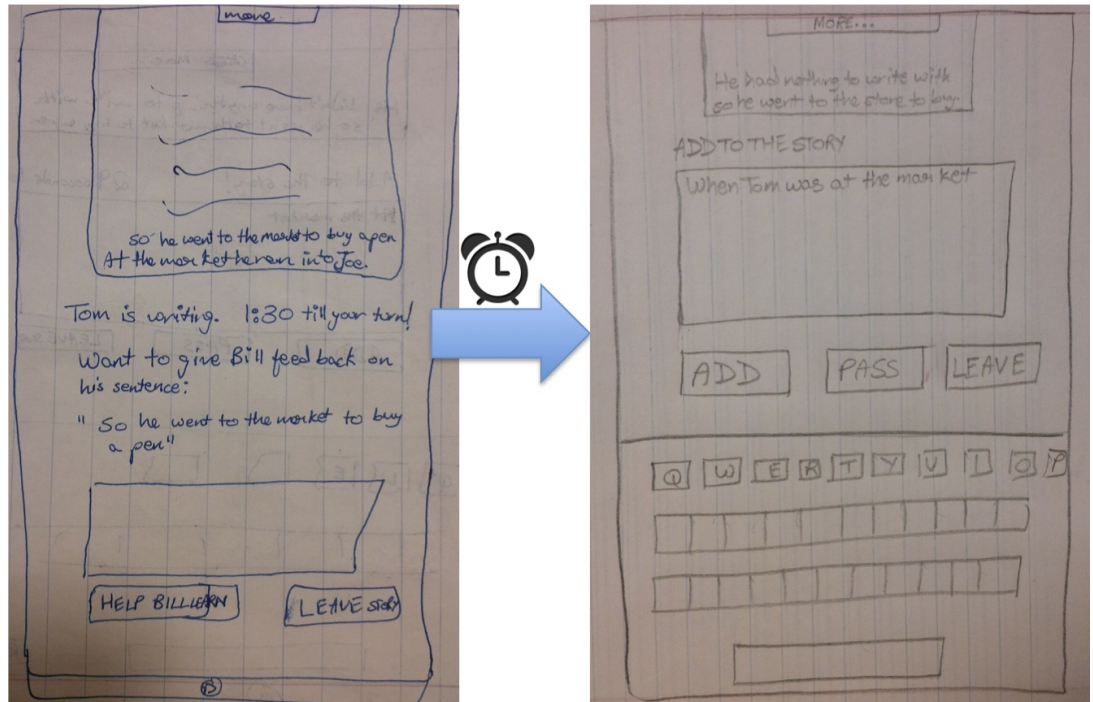 more.
so he went to the market to buy a pen
At the market he ran into Joe.
Tom is writing. 1:30 till your turn!
Want to give Bill feedback on
his sentence:
" So he went to the market to buy
a pen"
HELP BILL LEARN
LEAVE STORY
B
MORE...
He had nothing to write with
so he went to the store to buy.
ADD TO THE STORY
When Tom was at the market
ADD
PASS
LEAVE
Q W E R T Y U I O P